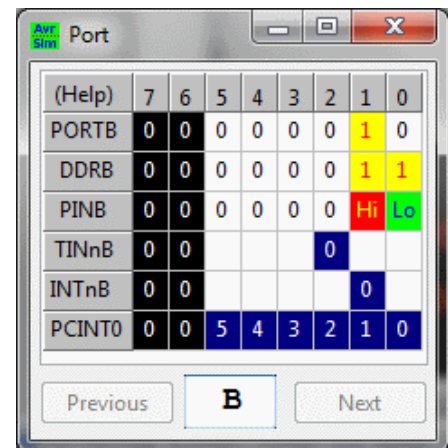 Avr Sim Port X
(Help) 7 6 5 4 3 2 1 0
PORTB 0 0 0 0 0 0 1 0
DDRB 0 0 0 0 0 0 1 1
PINB 0 0 0 0 0 0 Hi Lo
TINnB 0 0 0
INTnB 0 0 0
PCINT0 0 0 5 4 3 2 1 0
Previous B Next